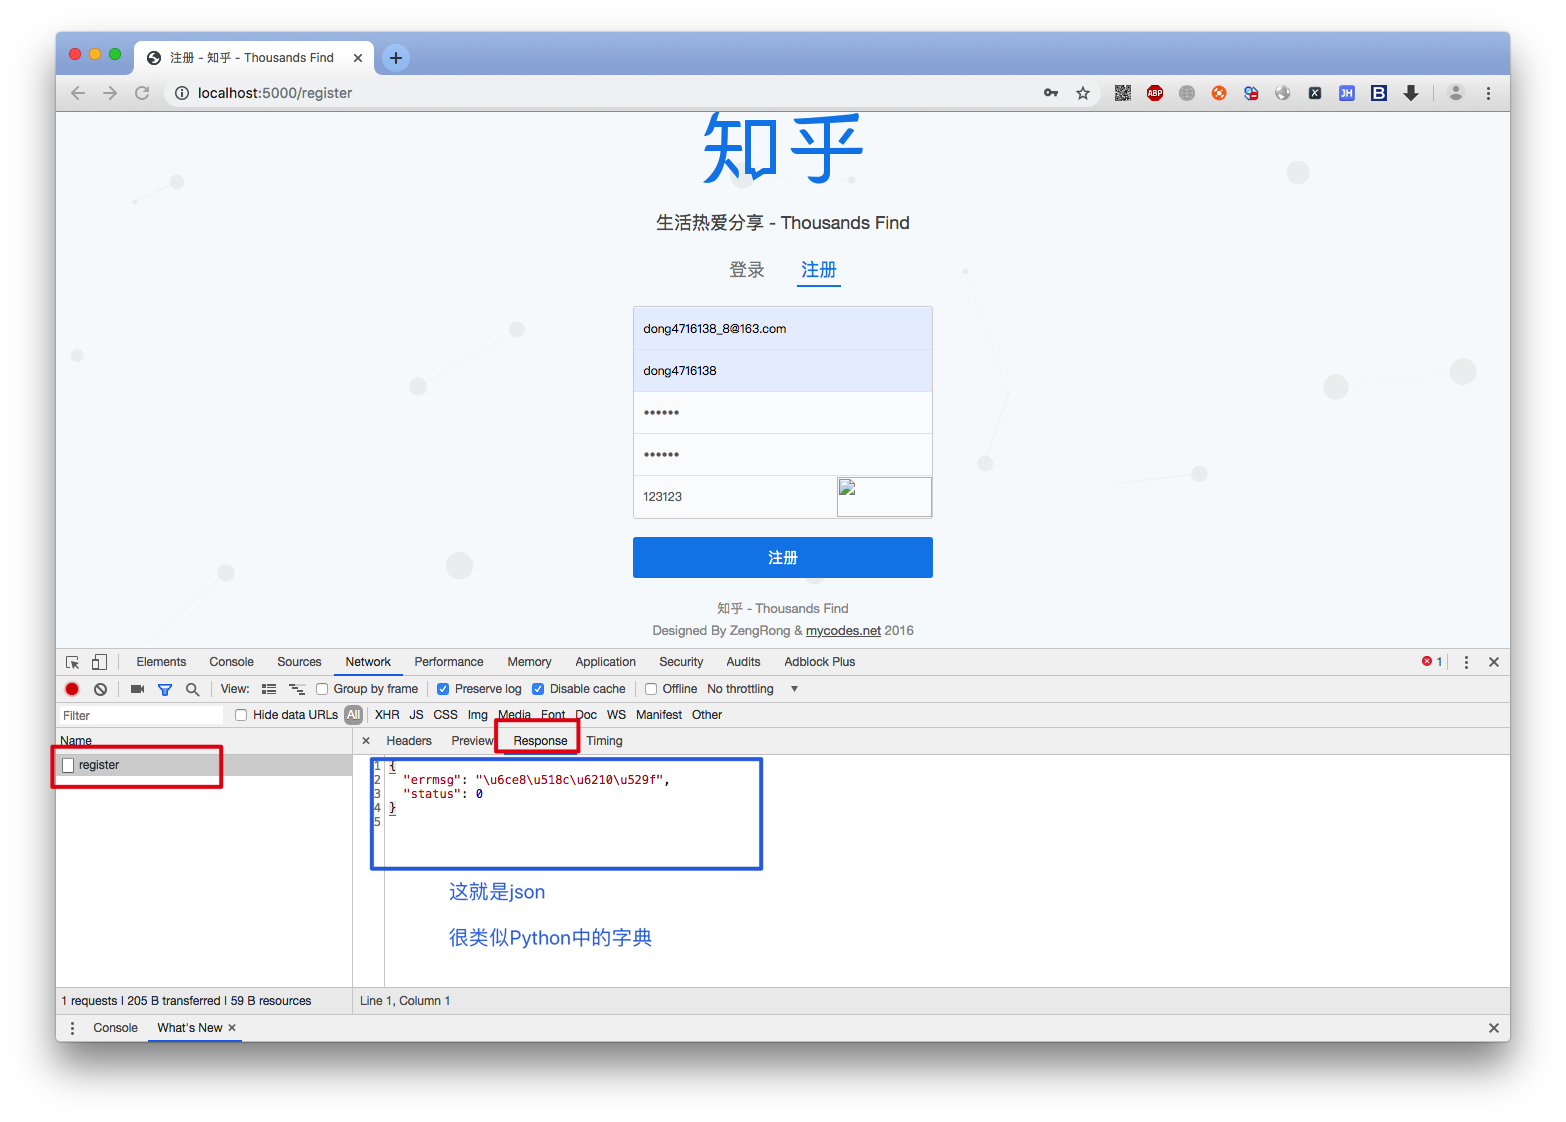 注册 - 知乎 - Thousands Find
localhost:5000/register
ABP
JH
B
知乎
生活热爱分享 - Thousands Find
登录 注册
dong4716138_8@163.com
dong4716138
••••••
••••••
123123
注册
知乎 - Thousands Find
Designed By ZengRong & mycodes.net 2016
Elements Console Sources Network Performance Memory Application Security Audits Adblock Plus 1
View: Group by frame Preserve log Disable cache Offline No throttling
Filter Hide data URLs All XHR JS CSS Img Media Font Doc WS Manifest Other
Name
Headers Preview Response Timing
register
1 {
2 "errmsg": "\u6ce8\u518c\u6210\u529f",
3 "status": 0
4 }
5
这就是json
很类似Python中的字典
1 requests | 205 B transferred | 59 B resources
Line 1, Column 1
Console What's New